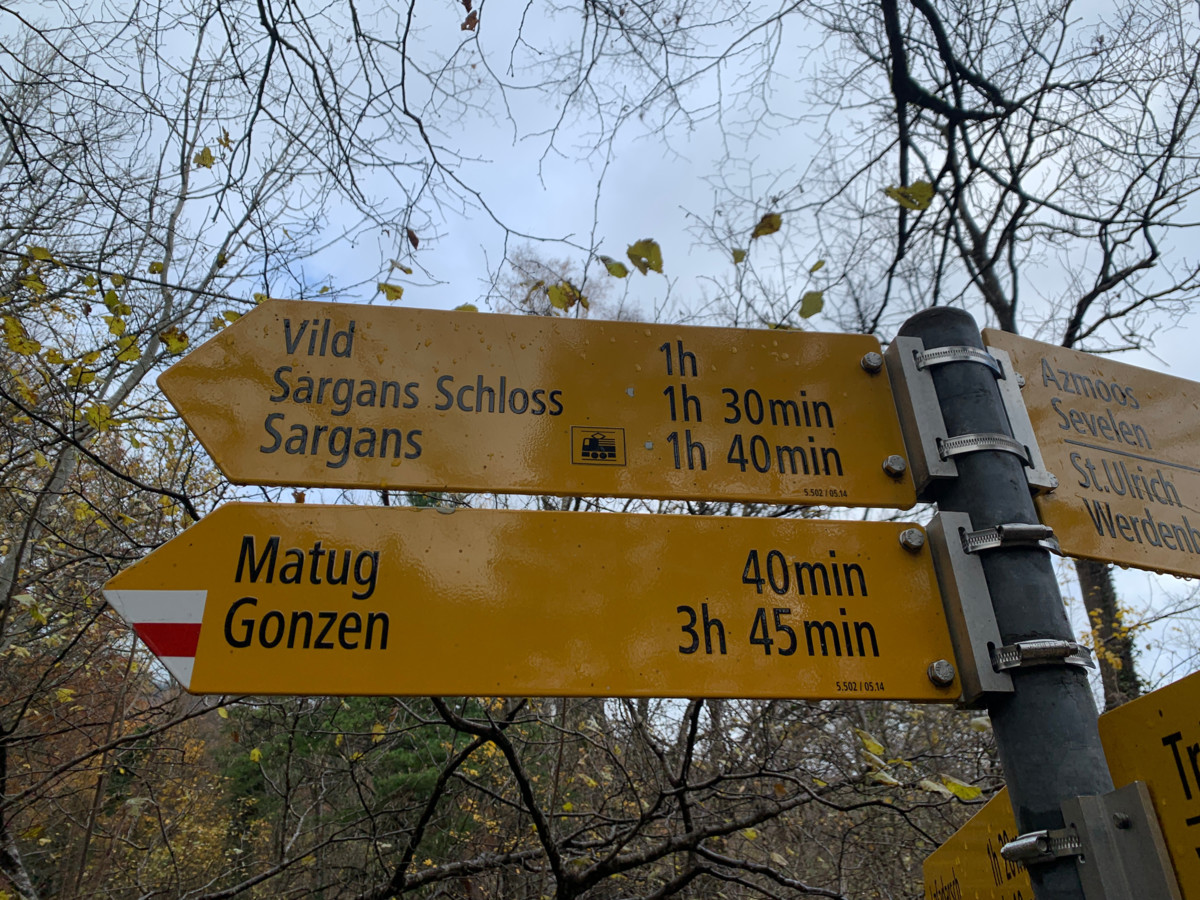 Vild 1h
Sargans Schloss 1h 30min
Sargans 1h 40min
5.502 / 05.14
Matug 40min
Gonzen 3h 45min
5.502 / 05.14
Azmoos
Sevelen
St.Ulrich